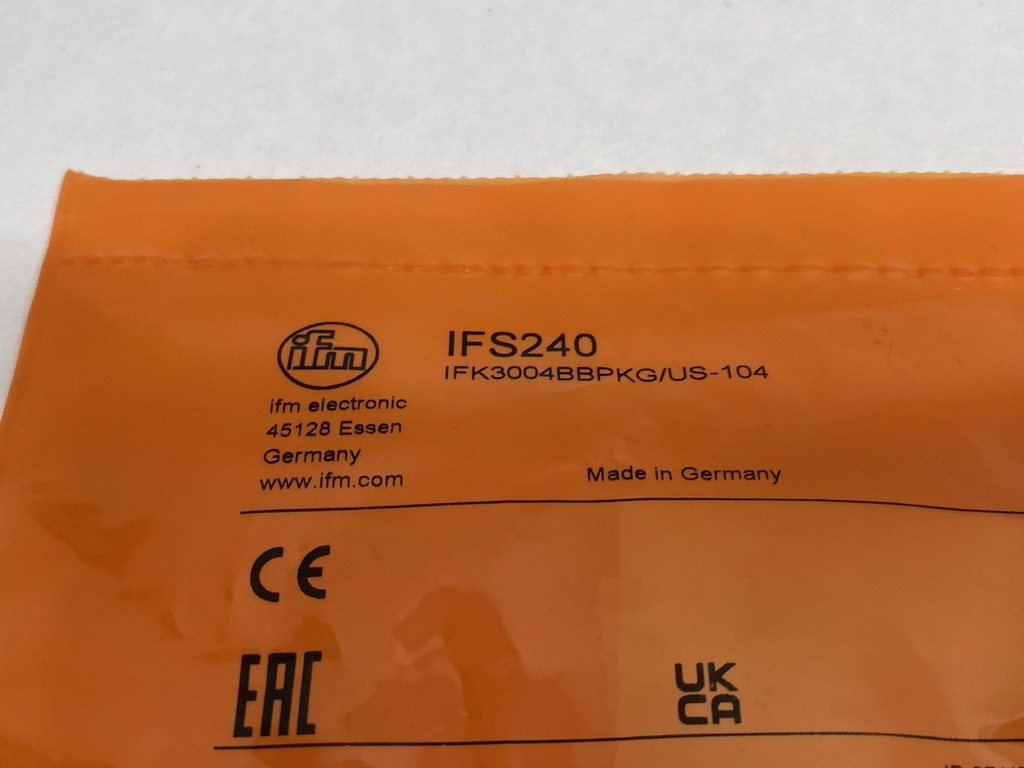 ifm
IFS240
IFK3004BBPKG/US-104
ifm electronic
45128 Essen
Germany
www.ifm.com
Made in Germany
CE
EAC
UK
CA